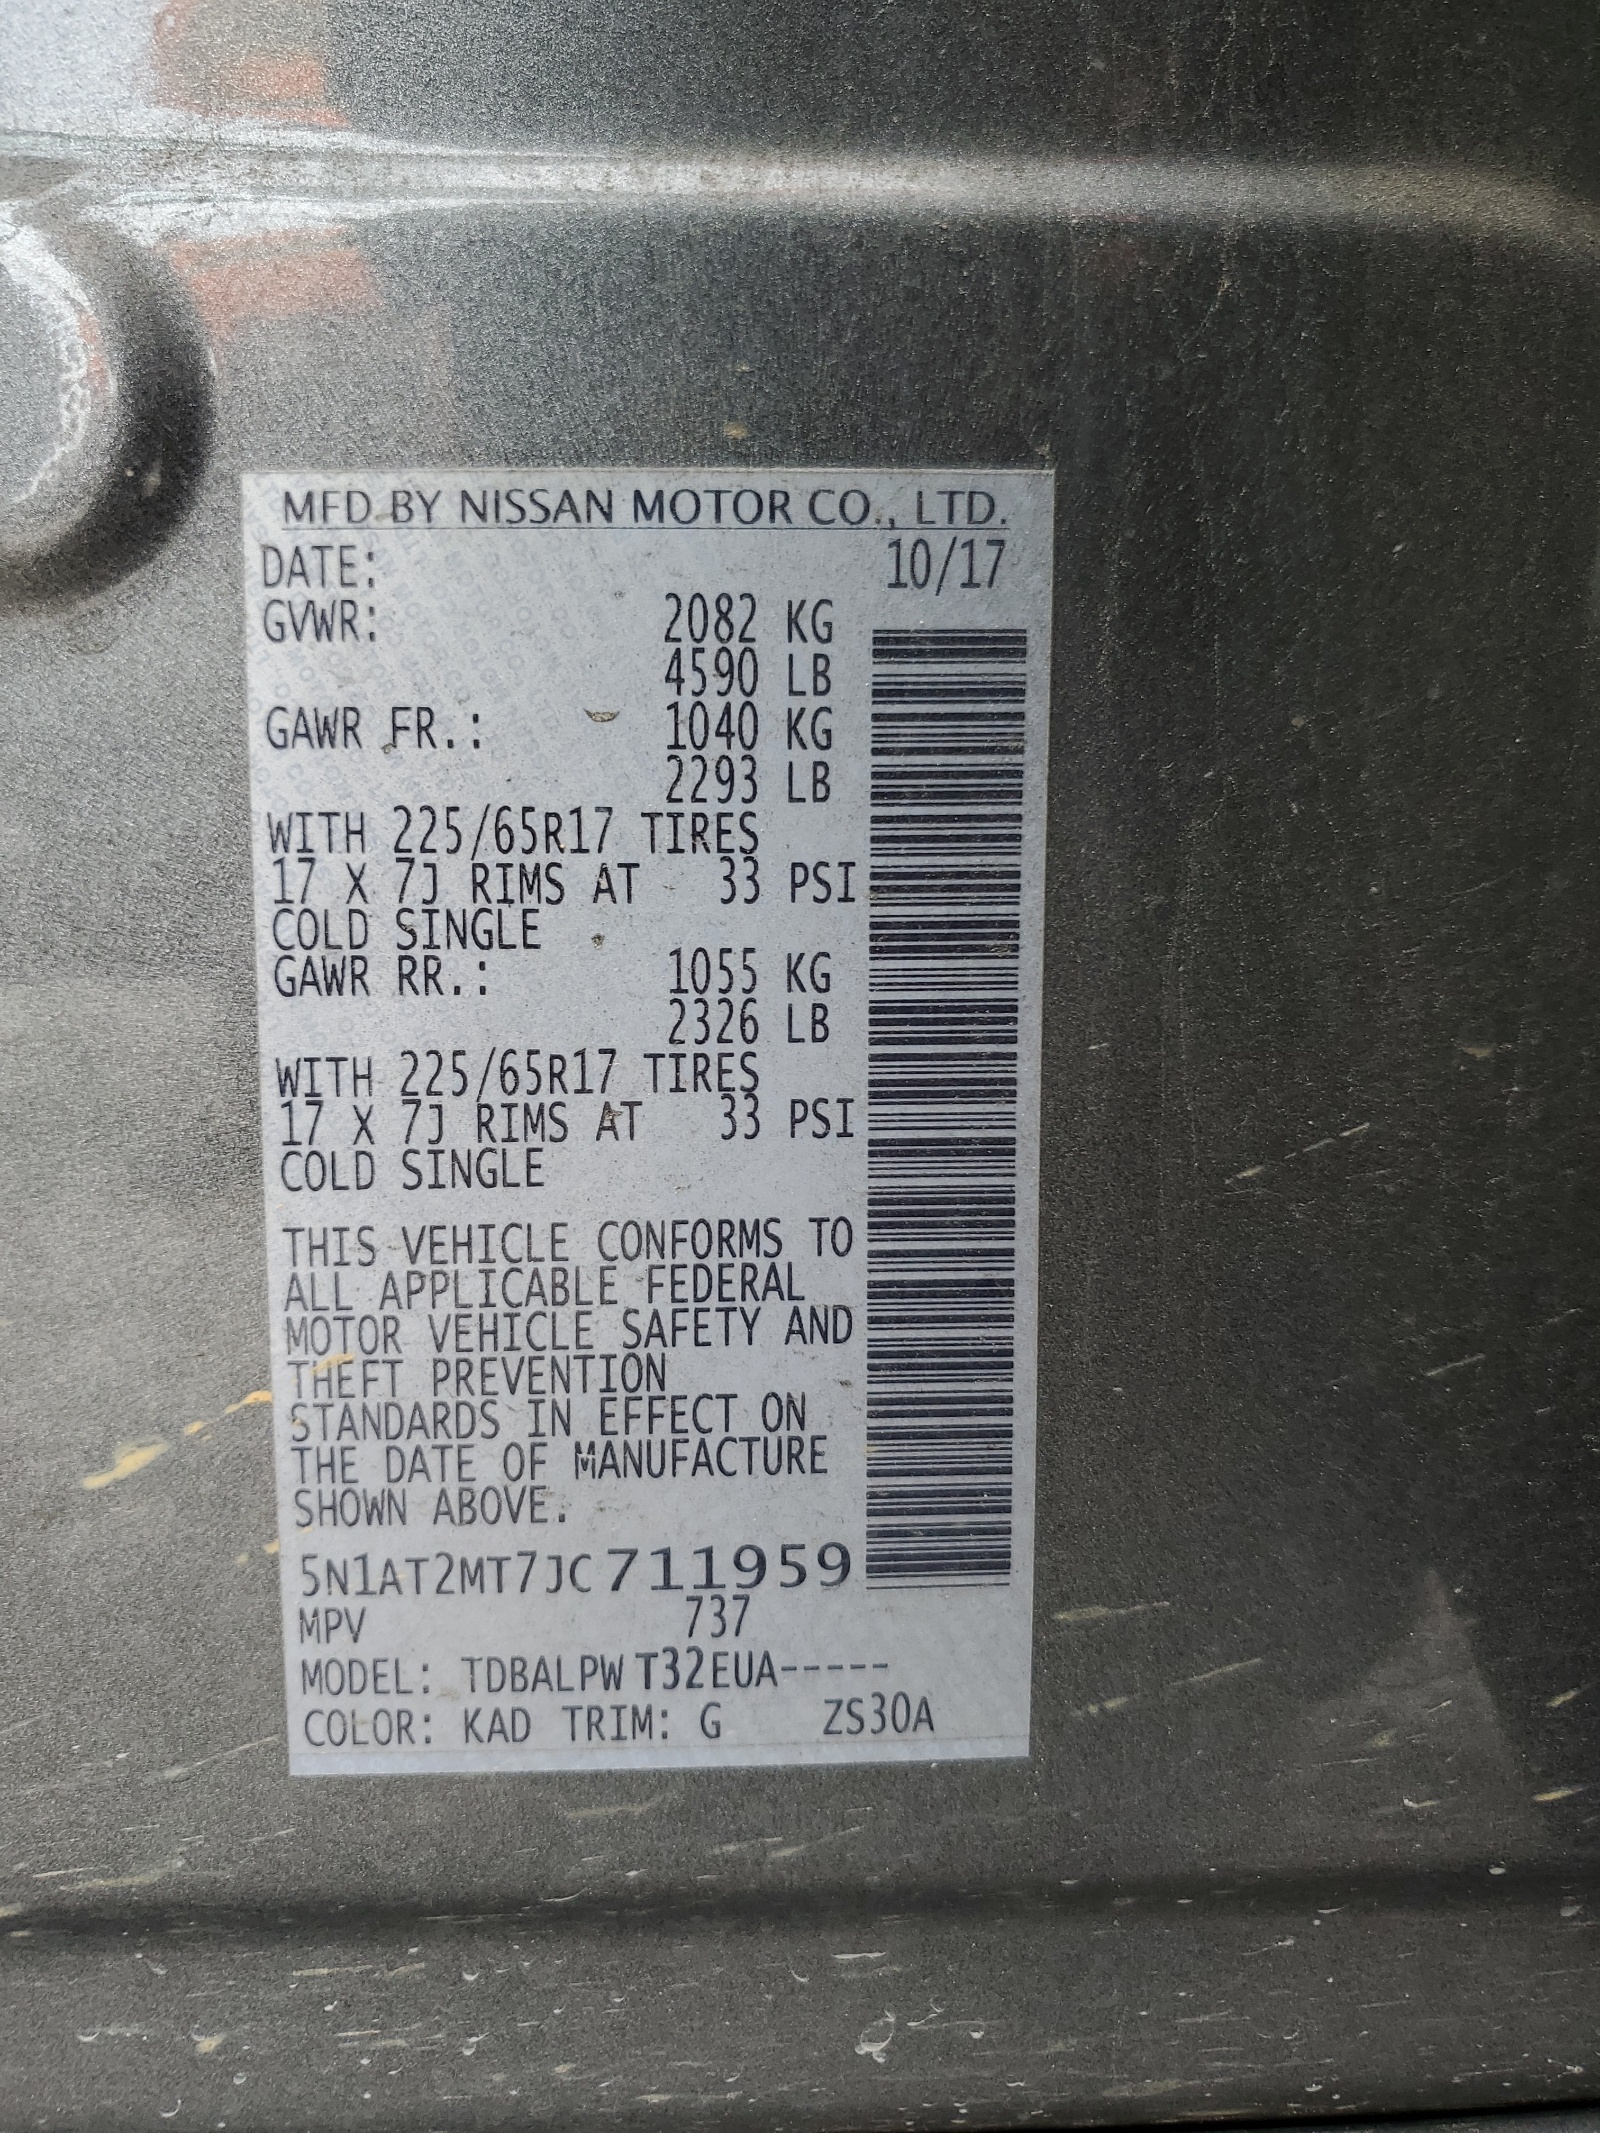 MFD BY NISSAN MOTOR CO., LTD.
DATE: 10/17
GVWR: 2082 KG
4590 LB
GAWR FR.: 1040 KG
2293 LB
WITH 225/65R17 TIRES
17 X 7J RIMS AT 33 PSI
COLD SINGLE
GAWR RR.: 1055 KG
2326 LB
WITH 225/65R17 TIRES
17 X 7J RIMS AT 33 PSI
COLD SINGLE
THIS VEHICLE CONFORMS TO
ALL APPLICABLE FEDERAL
MOTOR VEHICLE SAFETY AND
THEFT PREVENTION
STANDARDS IN EFFECT ON
THE DATE OF MANUFACTURE
SHOWN ABOVE.
5N1AT2MT7JC711959
MPV 737
MODEL: TDBALPW T32EUA-----
COLOR: KAD TRIM: G ZS30A